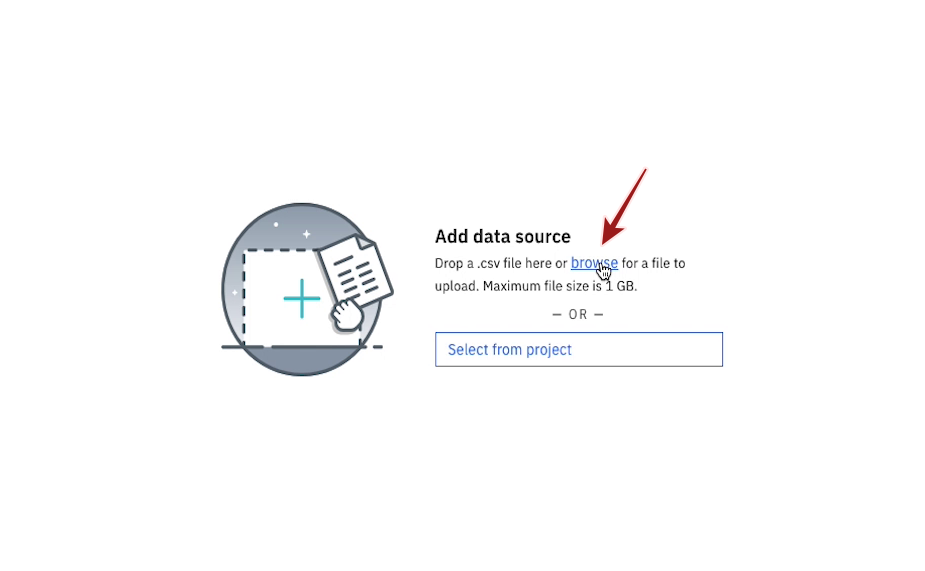 Add data source
Drop a .csv file here or browse for a file to
upload. Maximum file size is 1 GB.
— OR —
Select from project